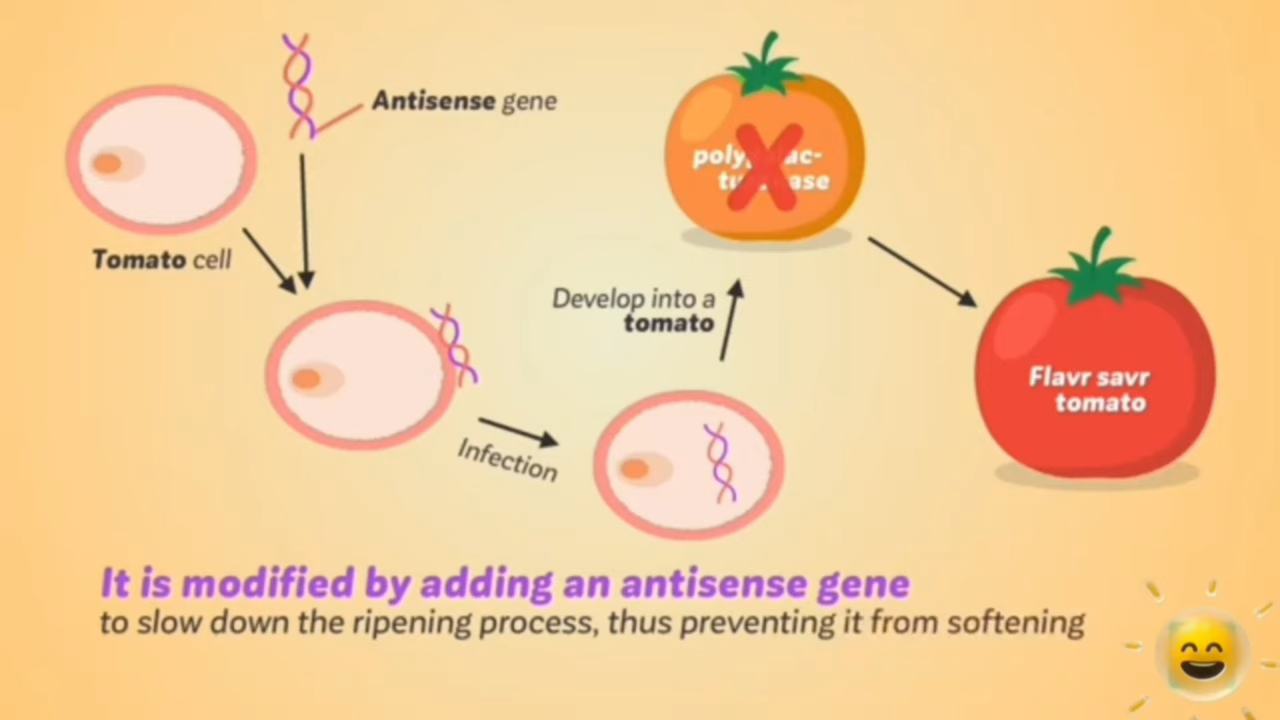 Antisense gene
Tomato cell
Develop into a
tomato
Infection
Flavr savr
tomato
It is modified by adding an antisense gene
to slow down the ripening process, thus preventing it from softening